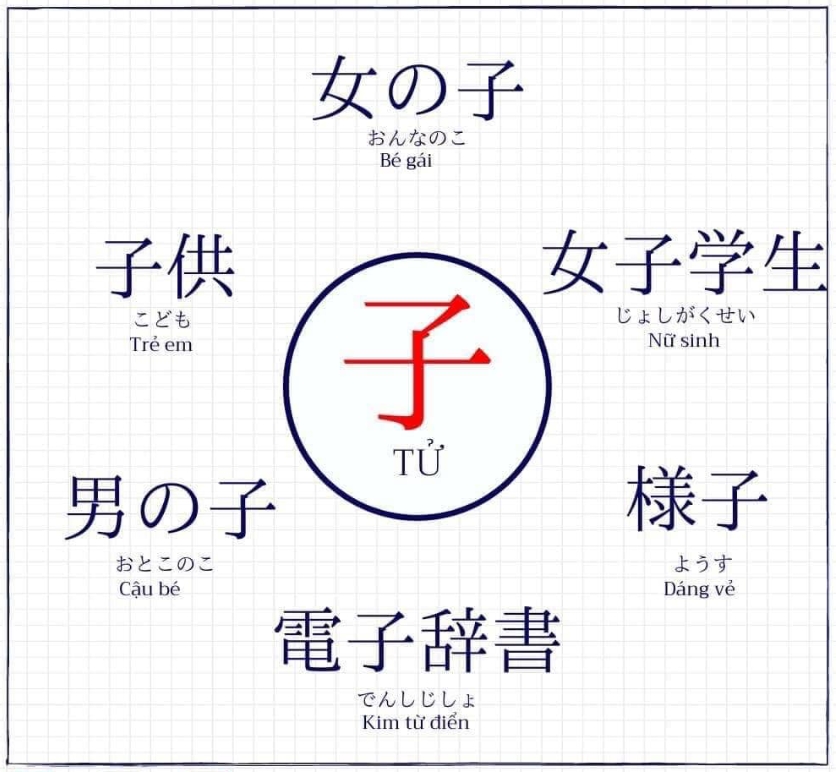 女の子
おんなのこ
Bé gái
子供
こども
Trẻ em
女子学生
じょしがくせい
Nữ sinh
子
TỬ
男の子
おとこのこ
Cậu bé
様子
ようす
Dáng vẻ
電子辞書
でんしじしょ
Kim từ điển